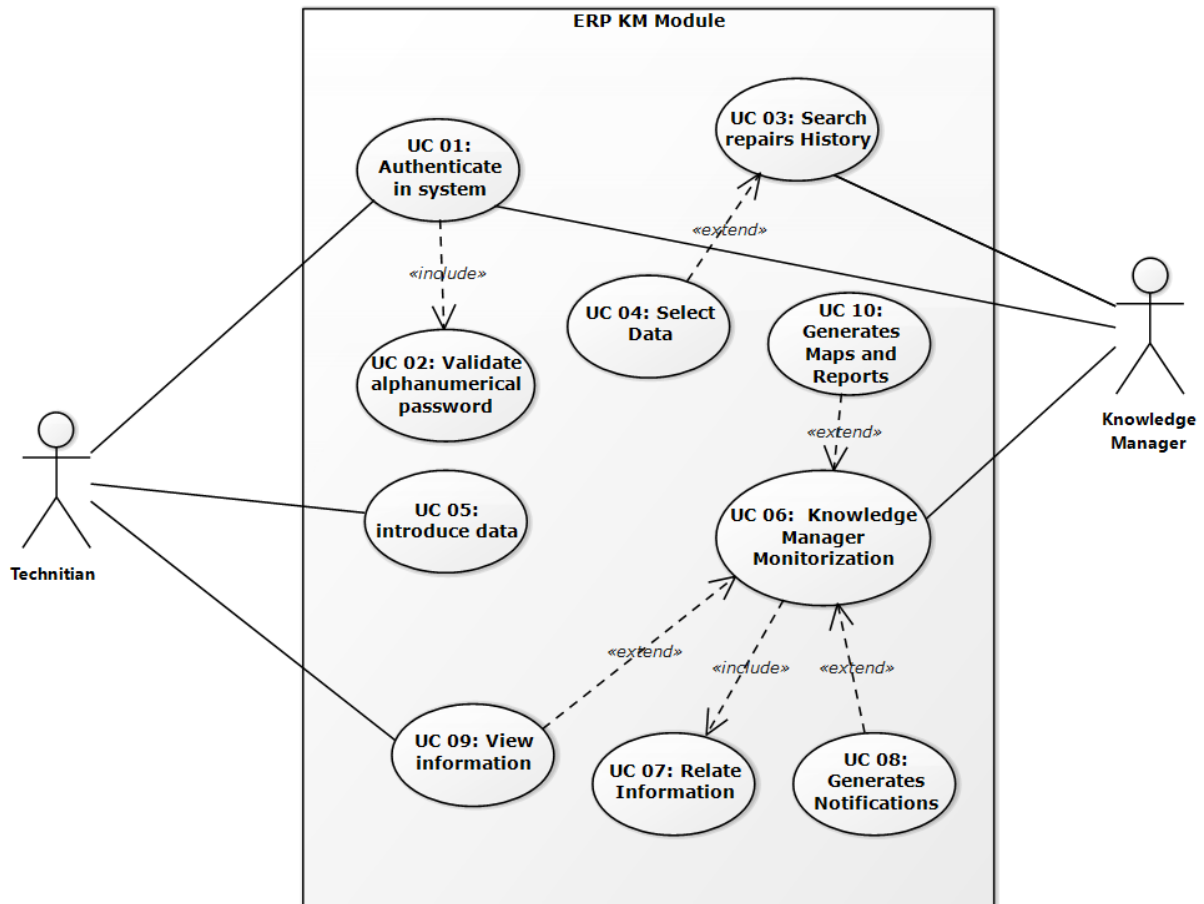 ERP KM Module
UC 03: Search
repairs History
UC 01:
Authenticate
in system
«extend»
«include»
UC 04: Select
Data
UC 10:
Generates
Maps and
Reports
UC 02: Validate
alphanumerical
password
Knowledge
Manager
«extend»
UC 05:
introduce data
UC 06:  Knowledge
Manager
Monitorization
Technitian
«extend»
«include»
«extend»
UC 09: View
information
UC 07: Relate
Information
UC 08:
Generates
Notifications